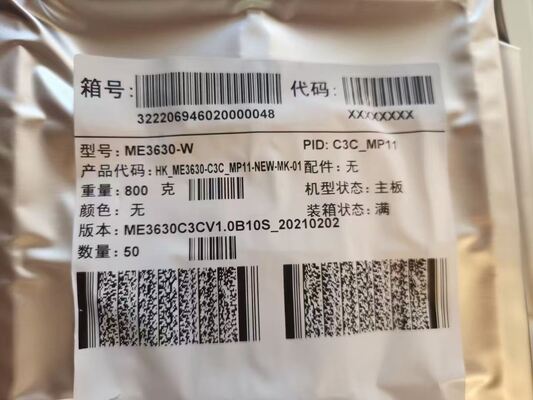 箱号: 代码:
322206946020000048 XXXXXXXX
型号: ME3630-W PID: C3C_MP11
产品代码: HK_ME3630-C3C_MP11-NEW-MK-01 配件: 无
重量: 800 克 机型状态: 主板
颜色: 无 装箱状态: 满
版本: ME3630C3CV1.0B10S_20210202
数量: 50